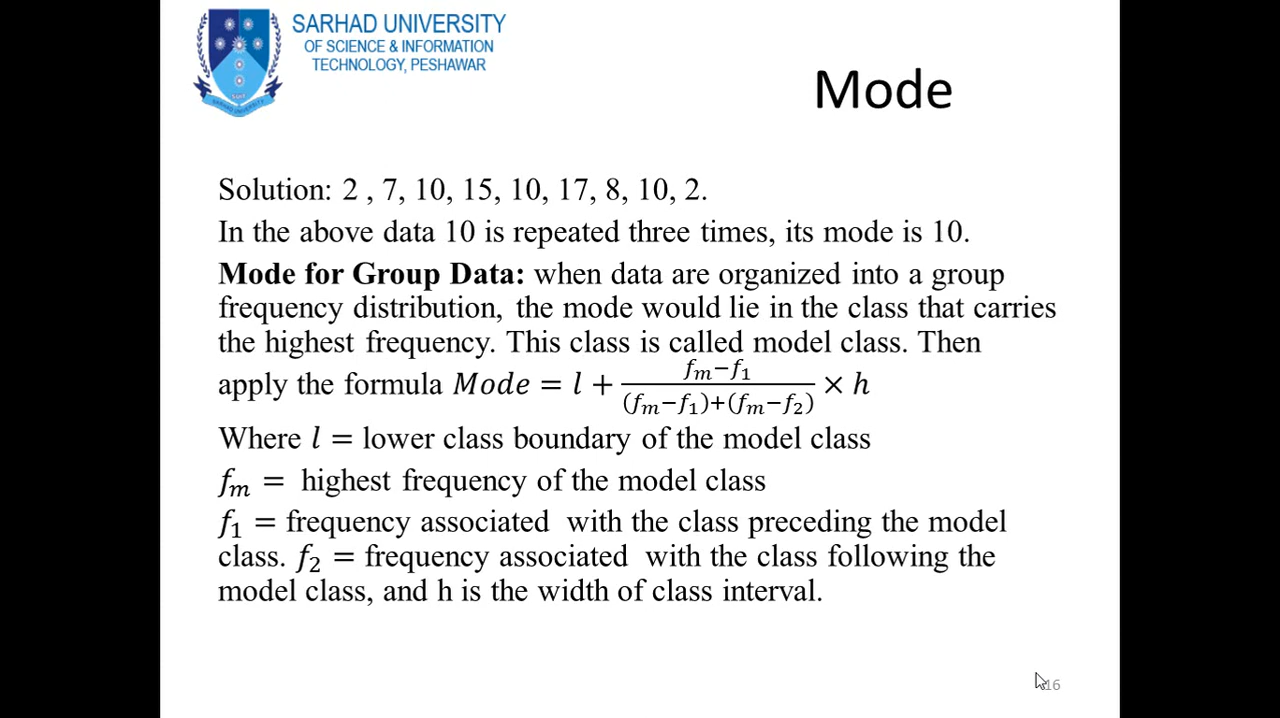 SARHAD UNIVERSITY
OF SCIENCE & INFORMATION
TECHNOLOGY, PESHAWAR
Mode
Solution: 2 , 7, 10, 15, 10, 17, 8, 10, 2.
In the above data 10 is repeated three times, its mode is 10.
Mode for Group Data: when data are organized into a group
frequency distribution, the mode would lie in the class that carries
the highest frequency. This class is called model class. Then
apply the formula Mode = l + (fₘ−f₁)/((fₘ−f₁)+(fₘ−f₂)) × h
Where l = lower class boundary of the model class
fₘ = highest frequency of the model class
f₁ = frequency associated with the class preceding the model
class. f₂ = frequency associated with the class following the
model class, and h is the width of class interval.
16